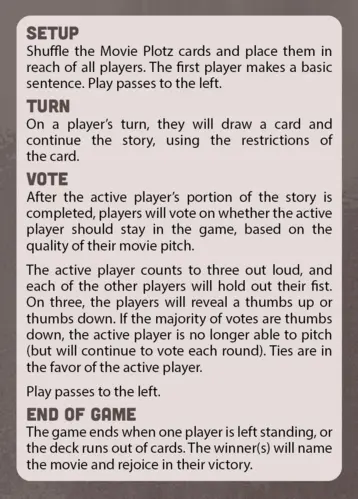 SETUP
Shuffle the Movie Plotz cards and place them in
reach of all players. The first player makes a basic
sentence. Play passes to the left.
TURN
On a player's turn, they will draw a card and
continue the story, using the restrictions of
the card.
VOTE
After the active player's portion of the story is
completed, players will vote on whether the active
player should stay in the game, based on the
quality of their movie pitch.
The active player counts to three out loud, and
each of the other players will hold out their fist.
On three, the players will reveal a thumbs up or
thumbs down. If the majority of votes are thumbs
down, the active player is no longer able to pitch
(but will continue to vote each round). Ties are in
the favor of the active player.
Play passes to the left.
END OF GAME
The game ends when one player is left standing, or
the deck runs out of cards. The winner(s) will name
the movie and rejoice in their victory.